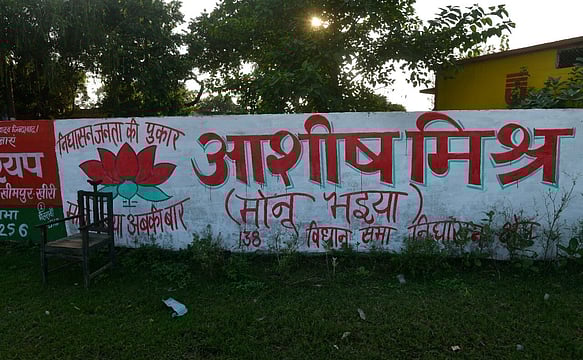 निघासन जनता की पुकार
अबकी बार
आशीष मिश्र
(मोनू भइया)
138 विधान सभा निघासन
यप
खीमपुर खीरी
भा
256